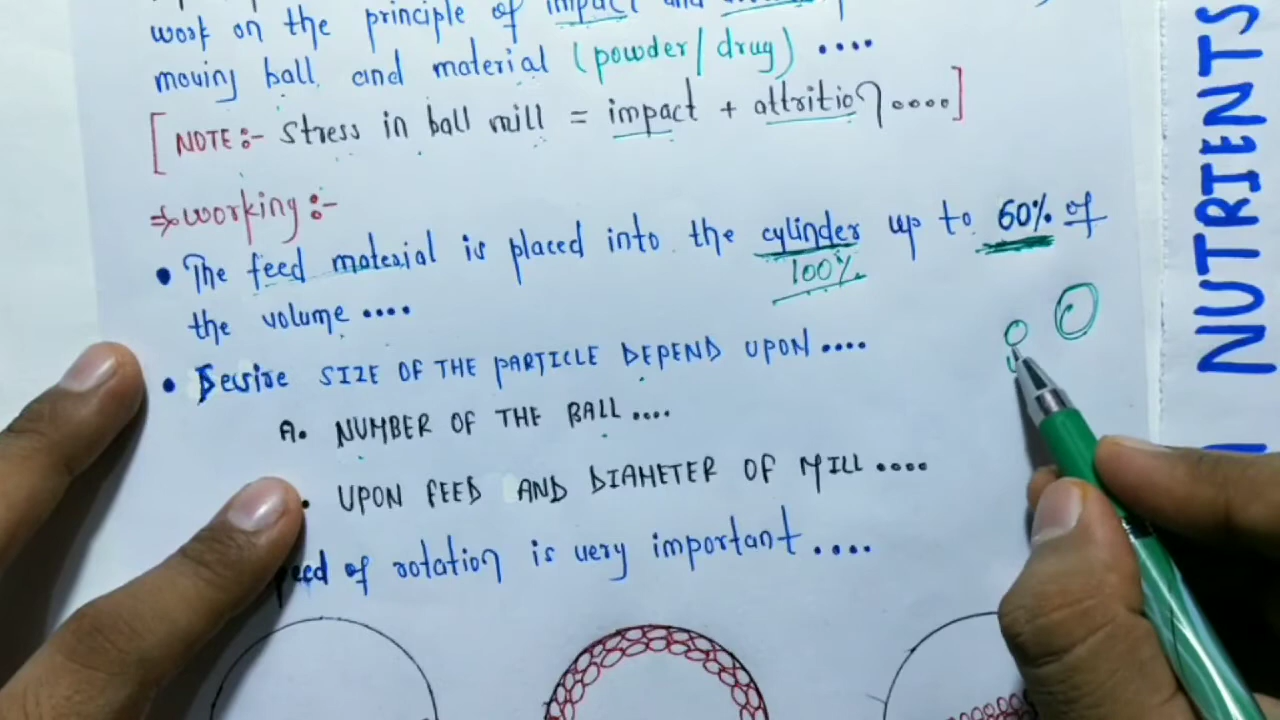 work on the principle of impact and
moving ball and material (powder/drug) ....
[NOTE:- Stress in ball mill = impact + attrition....]
⇒working:-
• The feed material is placed into the cylinder up to 60% of
100%
the volume ....
• Desire SIZE OF THE PARTICLE DEPEND UPON ....
A. NUMBER OF THE BALL ....
. UPON FEED AND DIAMETER OF MILL ....
peed of rotation is very important ....
NUTRIENTS